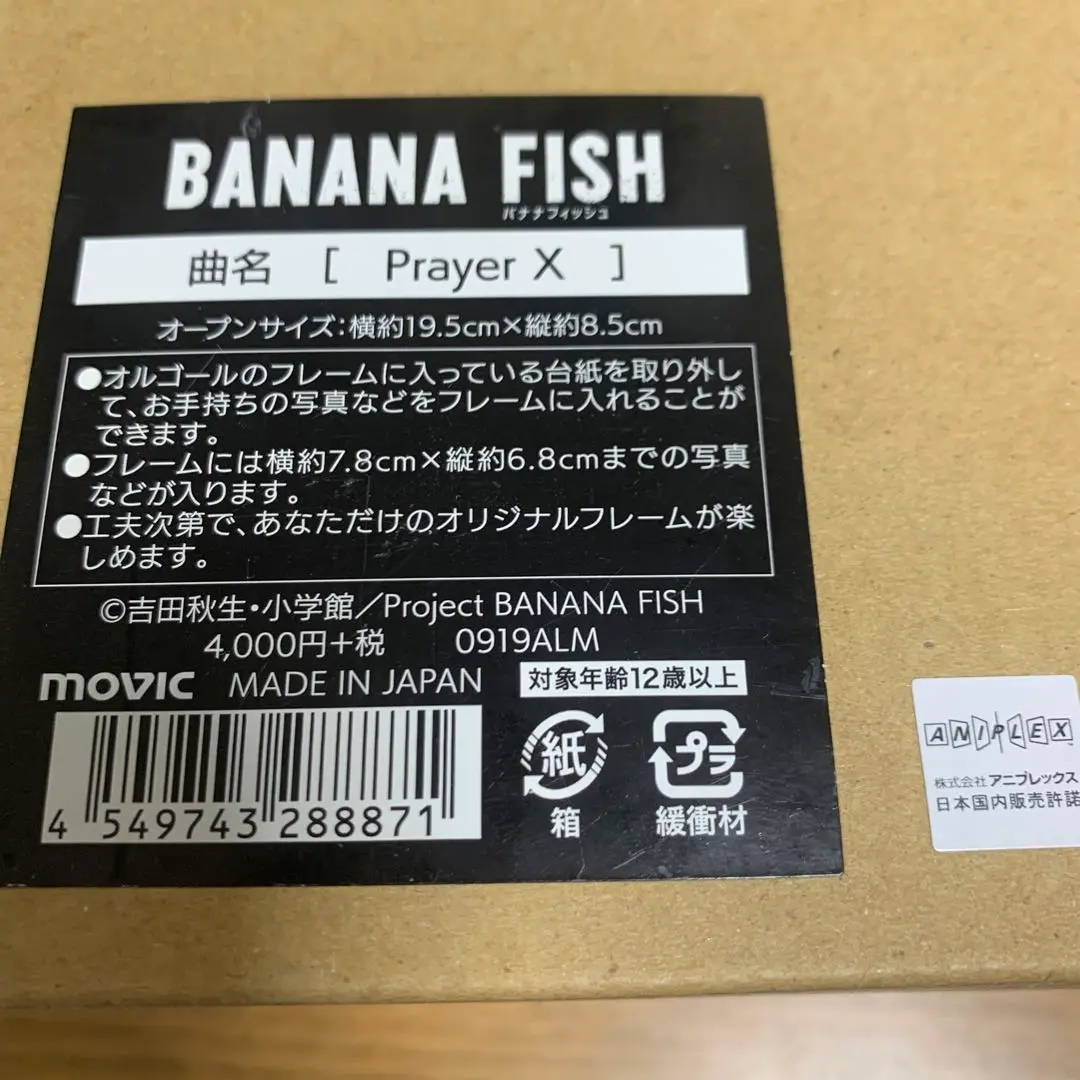 BANANA FISH
バナナフィッシュ
曲名 [ Prayer X ]
オープンサイズ:横約19.5cm×縦約8.5cm
●オルゴールのフレームに入っている台紙を取り外し
て、お手持ちの写真などをフレームに入れることが
できます。
●フレームには横約7.8cm×縦約6.8cmまでの写真
などが入ります。
●工夫次第で、あなただけのオリジナルフレームが楽
しめます。
©吉田秋生・小学館/Project BANANA FISH
4,000円+税 0919ALM
movic MADE IN JAPAN 対象年齢12歳以上
紙 プラ
箱 緩衝材
4 549743 288871
ANIPLEX
株式会社 アニプレックス
日本国内販売許諾